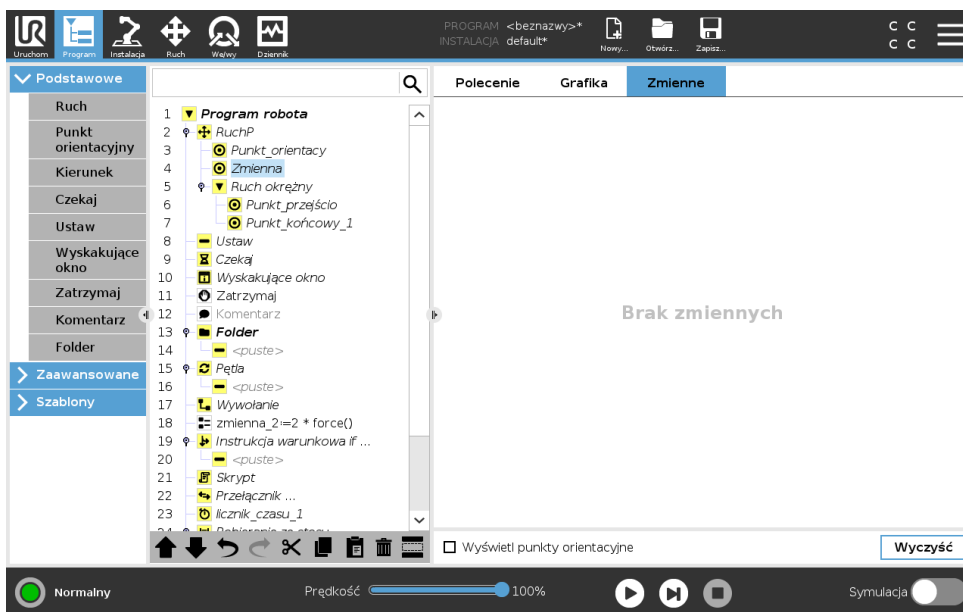 UR
PROGRAM <beznazwy>*
INSTALACJA default*
Uruchom Program Instalacja Ruch We/wy Dziennik Nowy... Otwórz... Zapisz...
C C
C C
Podstawowe
Ruch
Punkt
orientacyjny
Kierunek
Czekaj
Ustaw
Wyskakujące
okno
Zatrzymaj
Komentarz
Folder
Zaawansowane
Szablony
1 Program robota
2 RuchP
3 Punkt_orientacy
4 Zmienna
5 Ruch okrężny
6 Punkt_przejścio
7 Punkt_końcowy_1
8 Ustaw
9 Czekaj
10 Wyskakujące okno
11 Zatrzymaj
12 Komentarz
13 Folder
14 <puste>
15 Pętla
16 <puste>
17 Wywołanie
18 zmienna_2:=2 * force()
19 Instrukcja warunkowa if ...
20 <puste>
21 Skrypt
22 Przełącznik ...
23 licznik_czasu_1
Polecenie Grafika Zmienne
Brak zmiennych
Wyświetl punkty orientacyjne
Wyczyść
Normalny
Prędkość 100%
Symulacja